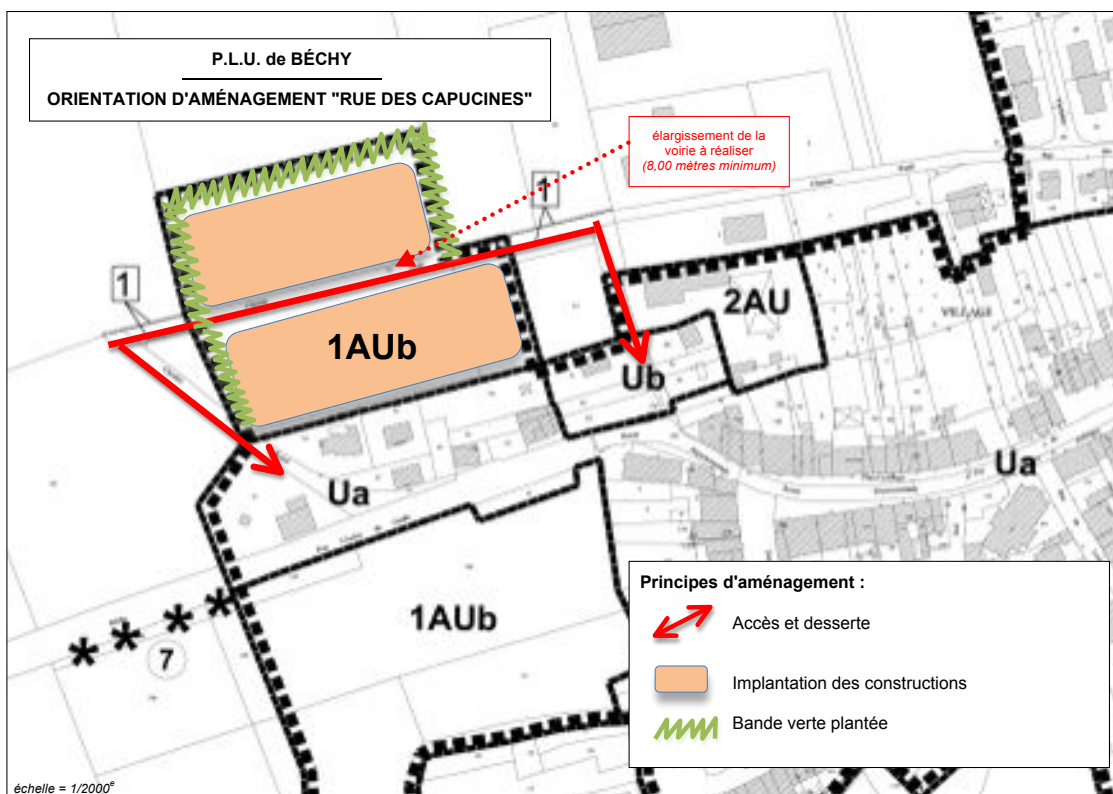 P.L.U. de BÉCHY
ORIENTATION D'AMÉNAGEMENT "RUE DES CAPUCINES"
élargissement de la
voirie à réaliser
(8,00 mètres minimum)
1
1
2AU
VILLAGE
1AUb
Ub
Ua
Ua
1AUb
7
Principes d'aménagement :
Accès et desserte
Implantation des constructions
Bande verte plantée
échelle = 1/2000e